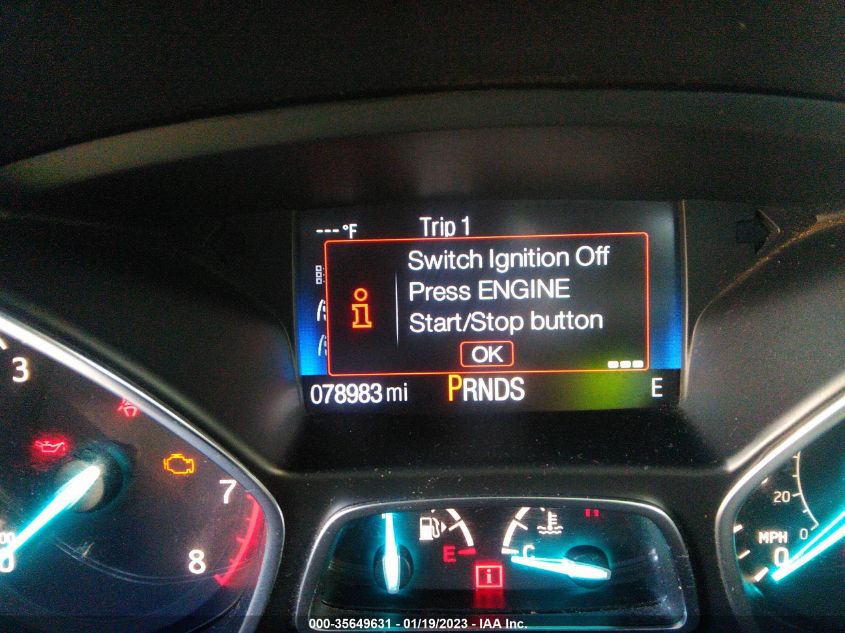 ---°F
Trip 1
Switch Ignition Off
Press ENGINE
Start/Stop button
OK
078983 mi
PRNDS
E
3
7
8
E
C
20
MPH
0
0
000-35649631 - 01/19/2023 - IAA Inc.